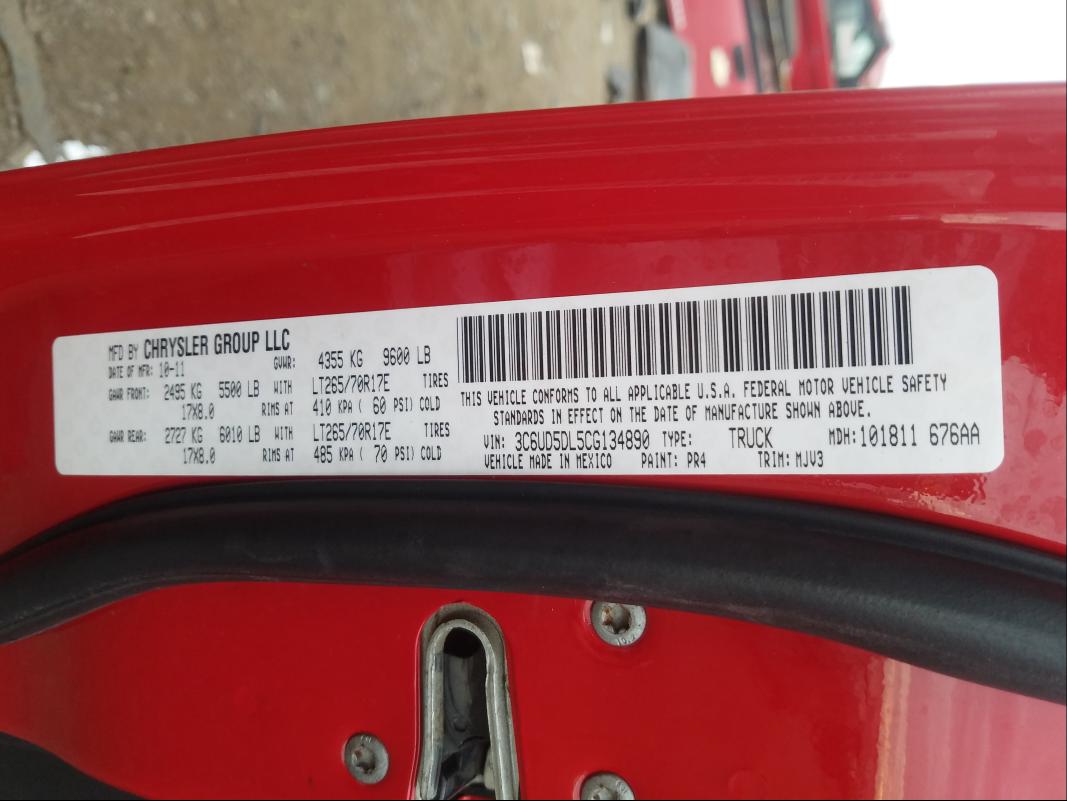 MFD BY CHRYSLER GROUP LLC
DATE OF MFR: 10-11 GVWR: 4355 KG 9600 LB
GAWR FRONT: 2495 KG 5500 LB WITH LT265/70R17E TIRES
17X8.0 RIMS AT 410 KPA ( 60 PSI) COLD
GAWR REAR: 2727 KG 6010 LB WITH LT265/70R17E TIRES
17X8.0 RIMS AT 485 KPA ( 70 PSI) COLD
THIS VEHICLE CONFORMS TO ALL APPLICABLE U.S.A. FEDERAL MOTOR VEHICLE SAFETY
STANDARDS IN EFFECT ON THE DATE OF MANUFACTURE SHOWN ABOVE.
VIN: 3C6UD5DL5CG134890 TYPE: TRUCK MDH: 101811 676AA
VEHICLE MADE IN MEXICO PAINT: PR4 TRIM: MJV3